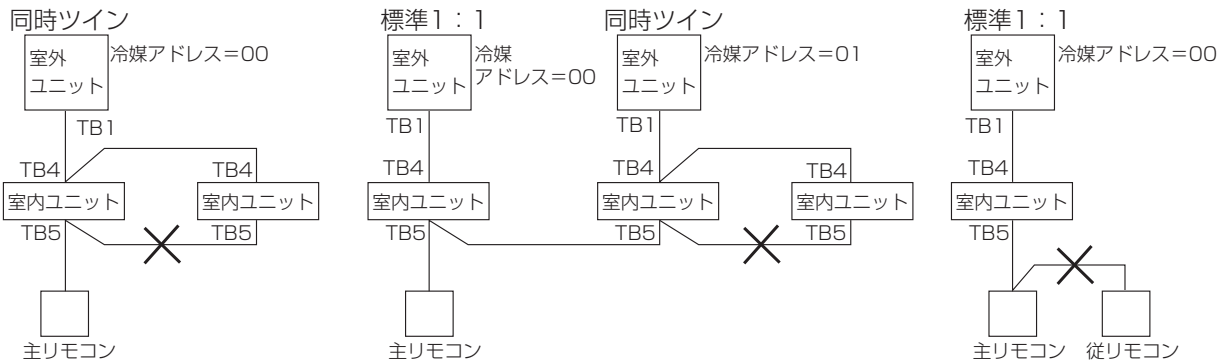 同時ツイン
室外
ユニット
冷媒アドレス=00
TB1
TB4
室内ユニット
TB5
TB4
室内ユニット
TB5
主リモコン
標準1:1
室外
ユニット
冷媒
アドレス=00
TB1
TB4
室内ユニット
TB5
主リモコン
同時ツイン
室外
ユニット
冷媒アドレス=01
TB1
TB4
室内ユニット
TB5
TB4
室内ユニット
TB5
標準1:1
室外
ユニット
冷媒アドレス=00
TB1
TB4
室内ユニット
TB5
主リモコン
従リモコン